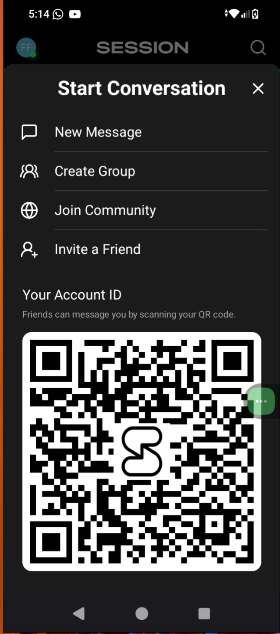 5:14
FF
SESSION
Start Conversation
New Message
Create Group
Join Community
Invite a Friend
Your Account ID
Friends can message you by scanning your QR code.